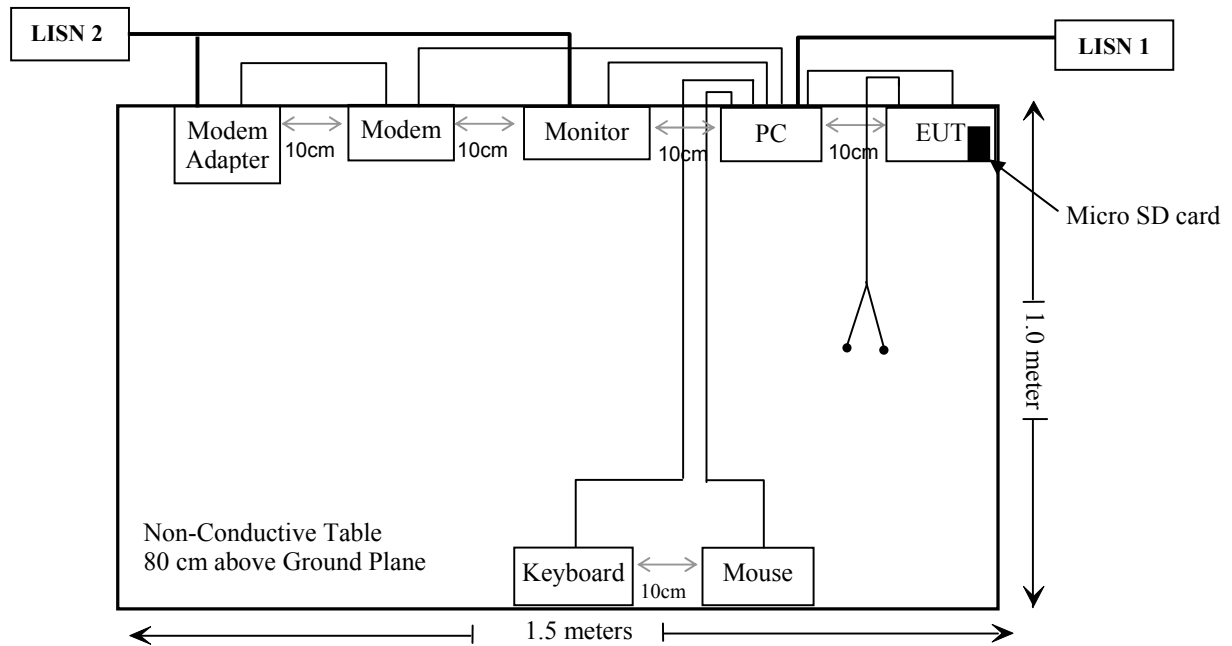 LISN 2
LISN 1
Modem
Adapter
10cm
Modem
10cm
Monitor
10cm
PC
10cm
EUT
Micro SD card
1.0 meter
Non-Conductive Table
80 cm above Ground Plane
Keyboard
10cm
Mouse
1.5 meters